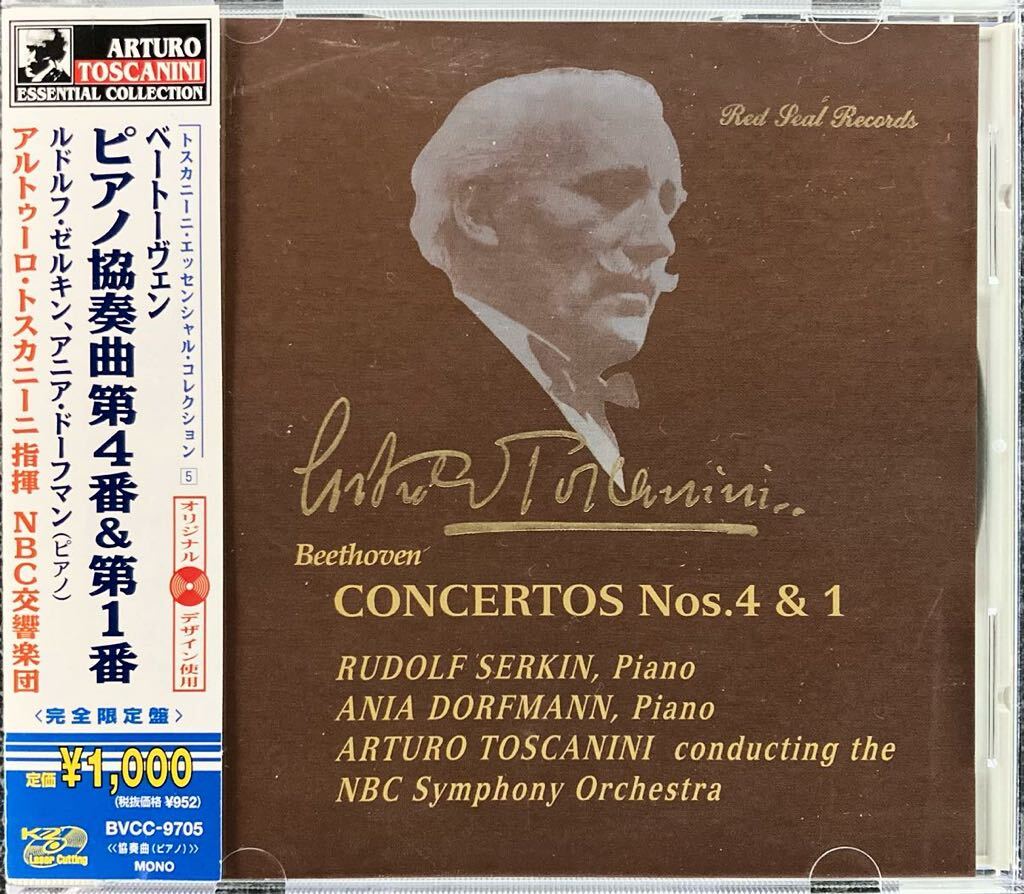 ARTURO
TOSCANINI
ESSENTIAL COLLECTION
トスカニーニ・エッセンシャル・コレクション 5
ベートーヴェン
ピアノ協奏曲第4番&第1番
ルドルフ・ゼルキン、アニア・ドーフマン(ピアノ)
アルトゥーロ・トスカニーニ 指揮 NBC交響楽団
オリジナル デザイン使用
〈完全限定盤〉
定価 ¥1,000
(税抜価格 ¥952)
K2
Laser Cutting
BVCC-9705
《協奏曲(ピアノ)》
MONO
Red Seal Records
Arturo Toscanini
Beethoven
CONCERTOS Nos.4 & 1
RUDOLF SERKIN, Piano
ANIA DORFMANN, Piano
ARTURO TOSCANINI conducting the
NBC Symphony Orchestra